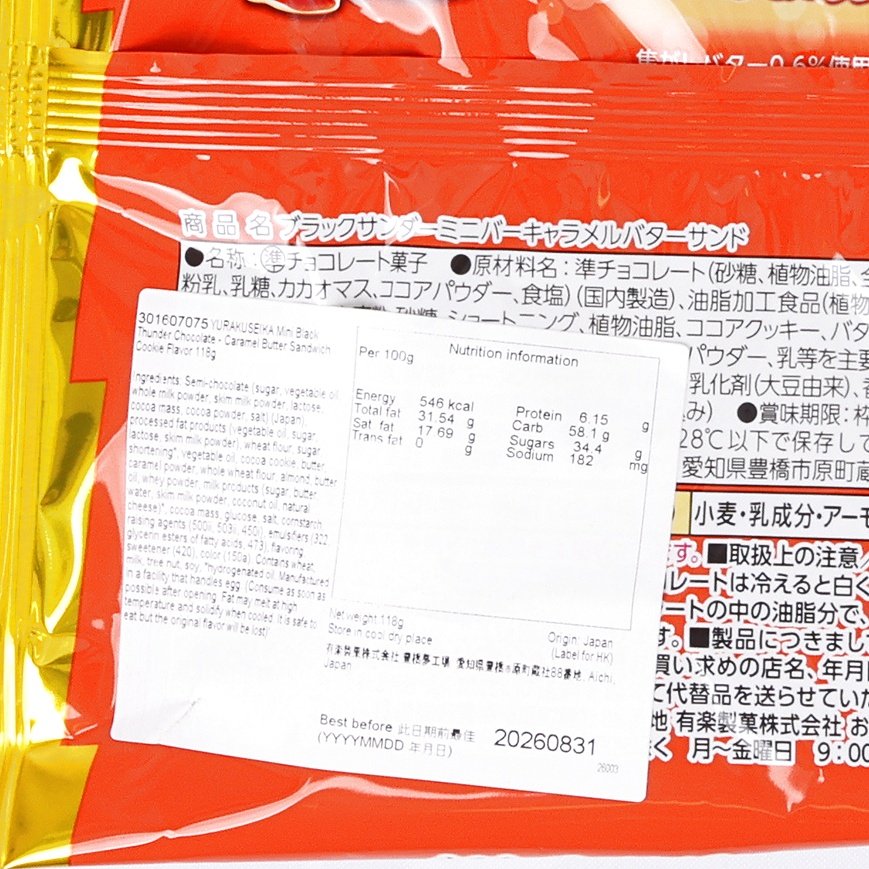 焦がしバター0.6%使用
商品名 ブラックサンダーミニバーキャラメルバターサンド
●名称:㊥チョコレート菓子 ●原材料名:準チョコレート(砂糖、植物油脂、全
粉乳、乳糖、カカオマス、ココアパウダー、食塩)(国内製造)、油脂加工食品(植物
砂糖、ショートニング、植物油脂、ココアクッキー、バタ
パウダー、乳等を主要
乳化剤(大豆由来)、香
み) ●賞味期限:枠
28℃以下で保存して
愛知県豊橋市原町蔵
小麦・乳成分・アーモ
す。■取扱上の注意/
レートは冷えると白く
ートの中の油脂分で、
す。■製品につきまし
買い求めの店名、年月日
て代替品を送らせていた
地 有楽製菓株式会社 お
く 月〜金曜日 9:00
301607075 YURAKUSEIKA Mini Black
Thunder Chocolate - Caramel Butter Sandwich
Cookie Flavor 118g
Ingredients: Semi-chocolate (sugar, vegetable oil,
whole milk powder, skim milk powder, lactose,
cocoa mass, cocoa powder, salt) (Japan),
processed fat products (vegetable oil, sugar,
lactose, skim milk powder), wheat flour, sugar,
shortening*, vegetable oil, cocoa cookie, butter,
caramel powder, whole wheat flour, almond, butter
oil, whey powder, milk products (sugar, butter,
water, skim milk powder, coconut oil, natural
cheese)*, cocoa mass, glucose, salt, cornstarch,
raising agents (500ii, 503i, 450i), emulsifiers (322,
glycerin esters of fatty acids, 473), flavoring,
sweetener (420), color (150a). Contains wheat,
milk, tree nut, soy. *hydrogenated oil. Manufactured
in a facility that handles egg. (Consume as soon as
possible after opening. Fat may melt at high
temperature and solidify when cooled. It is safe to
eat but the original flavor will be lost)
Per 100g Nutrition information
Energy 546 kcal Protein 6.15 g
Total fat 31.54 g Carb 58.1 g
Sat fat 17.69 g Sugars 34.4 g
Trans fat 0 g Sodium 182 mg
Net weight 118g
Store in cool dry place
Origin: Japan
(Label for HK)
有楽製菓株式会社 豊橋夢工場 愛知県豊橋市原町蔵社88番地, Aichi,
Japan
Best before 此日期前最佳
(YYYYMMDD 年月日) 20260831
26003